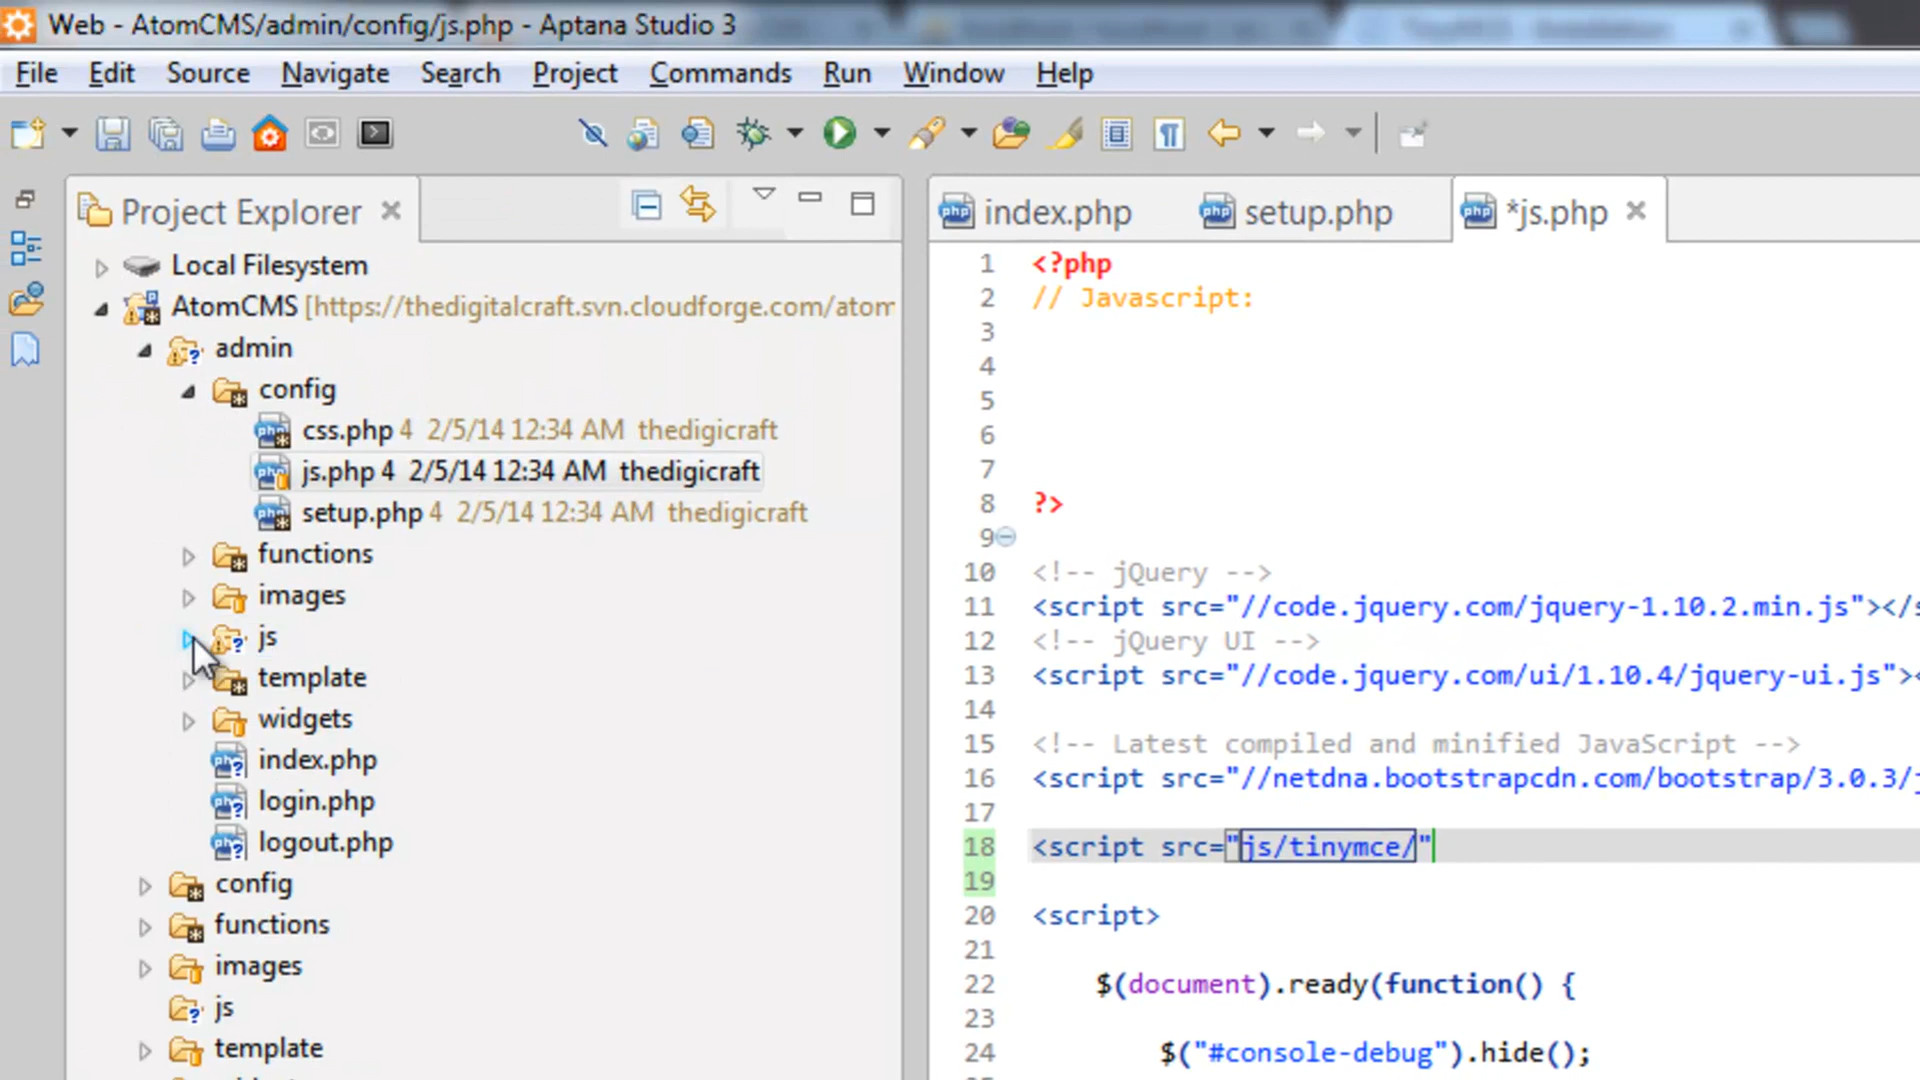 Web - AtomCMS/admin/config/js.php - Aptana Studio 3
File Edit Source Navigate Search Project Commands Run Window Help
Project Explorer
index.php setup.php *js.php
Local Filesystem
AtomCMS [https://thedigitalcraft.svn.cloudforge.com/atom
admin
config
css.php 4 2/5/14 12:34 AM thedigicraft
js.php 4 2/5/14 12:34 AM thedigicraft
setup.php 4 2/5/14 12:34 AM thedigicraft
functions
images
js
template
widgets
index.php
login.php
logout.php
config
functions
images
js
template
1 <?php
2 // Javascript:
3
4
5
6
7
8 ?>
9
10 <!-- jQuery -->
11 <script src="//code.jquery.com/jquery-1.10.2.min.js"></s
12 <!-- jQuery UI -->
13 <script src="//code.jquery.com/ui/1.10.4/jquery-ui.js"><
14
15 <!-- Latest compiled and minified JavaScript -->
16 <script src="//netdna.bootstrapcdn.com/bootstrap/3.0.3/j
17
18 <script src="js/tinymce/"
19
20 <script>
21
22 $(document).ready(function() {
23
24 $("#console-debug").hide();